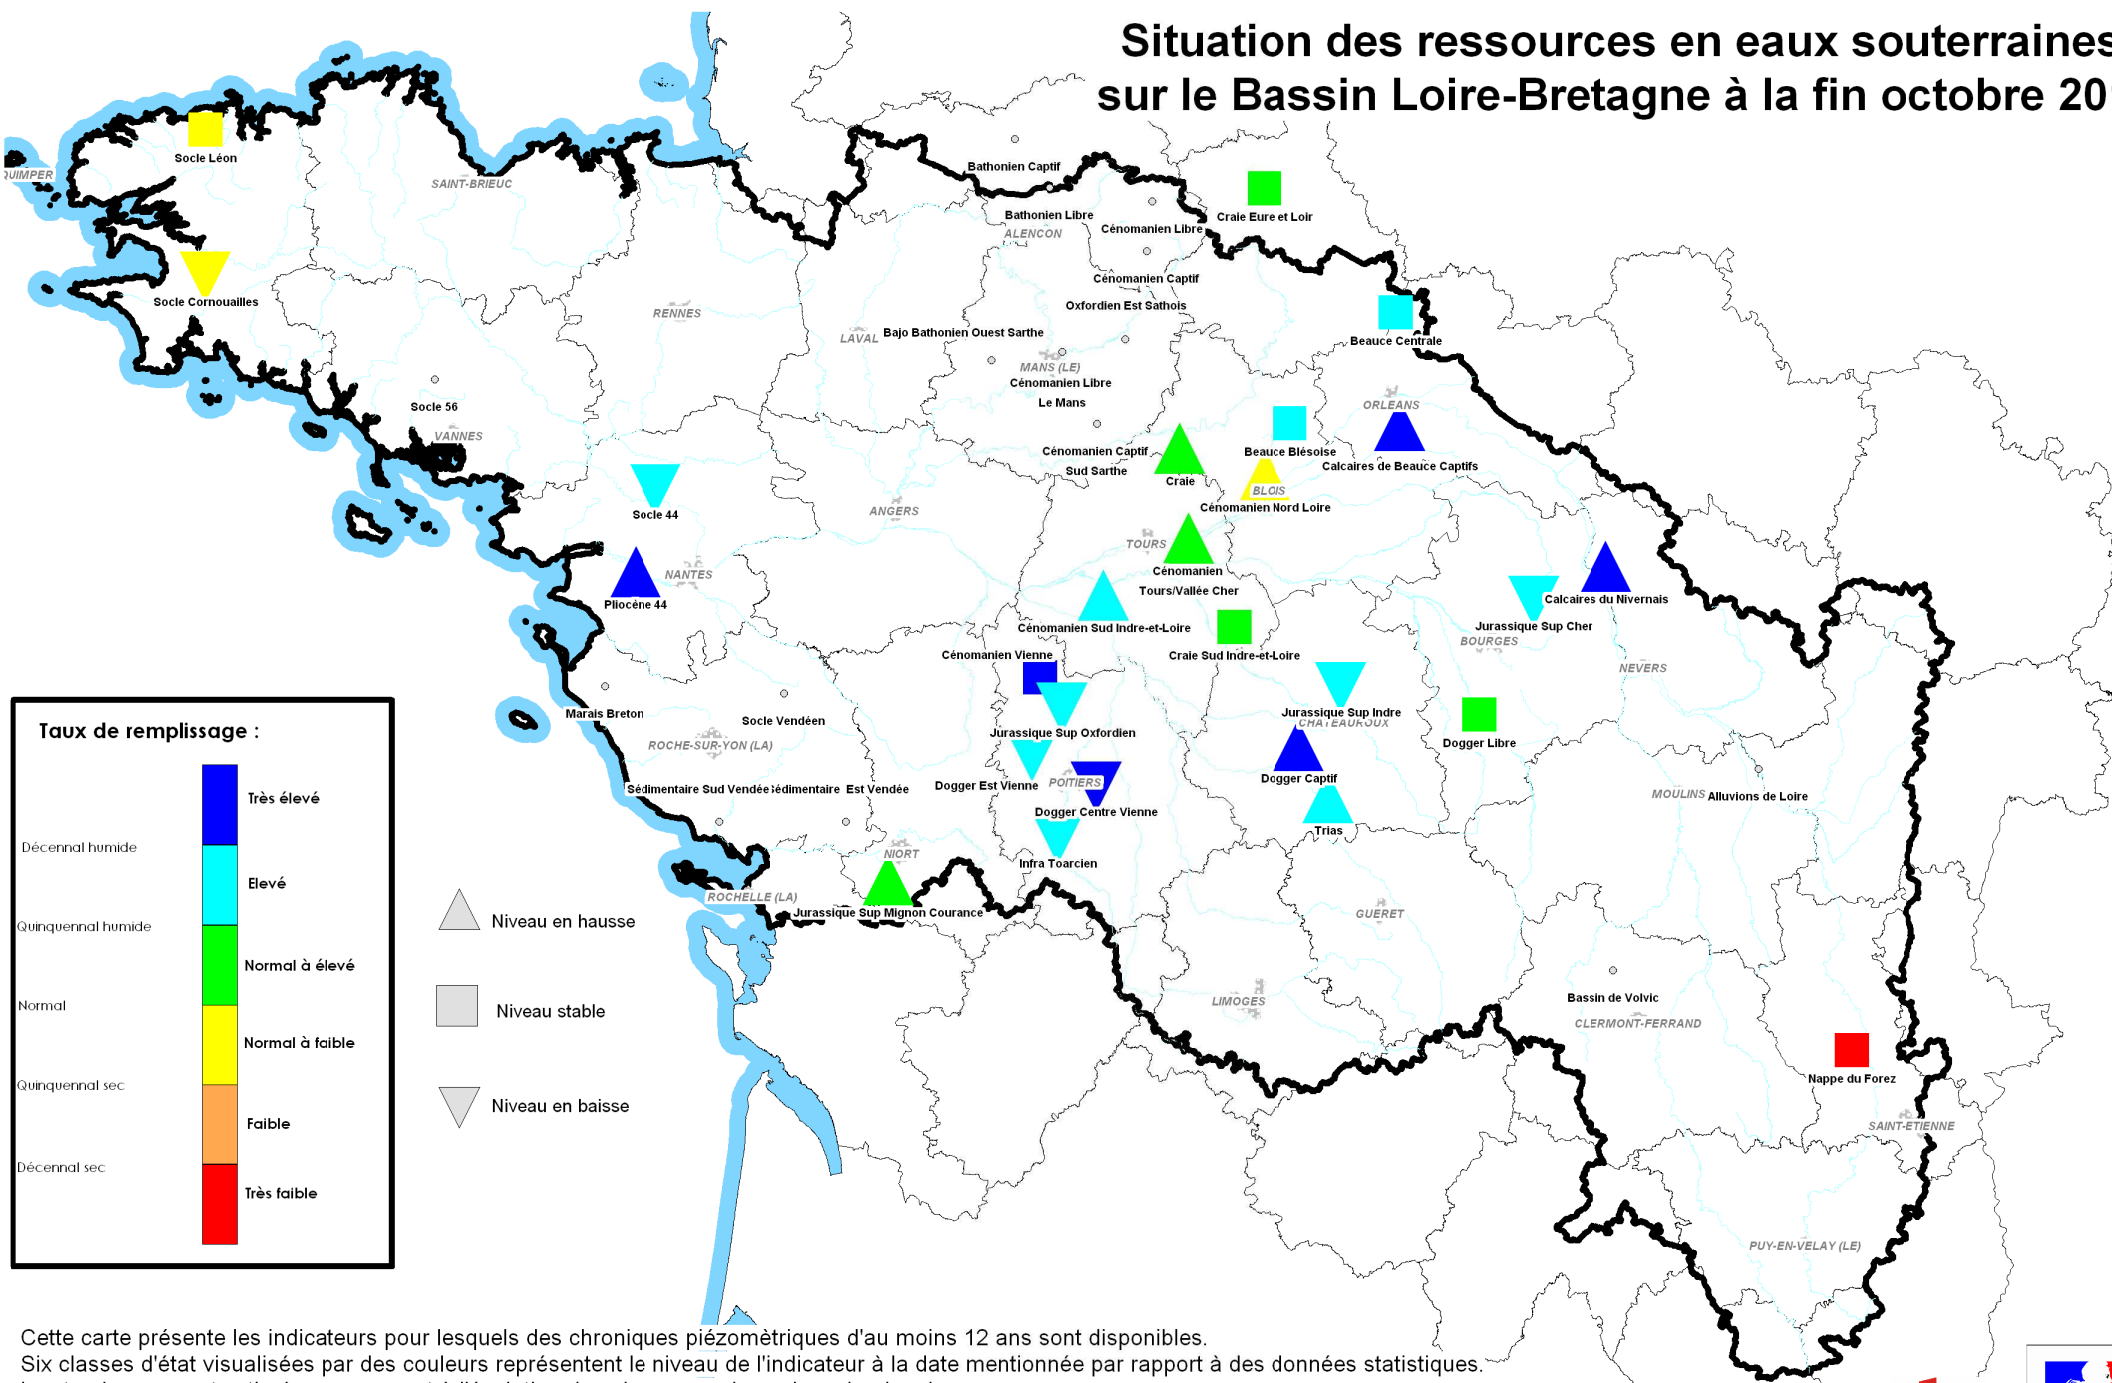 Situation des ressources en eaux souterraines
sur le Bassin Loire-Bretagne à la fin octobre 20
Socle Léon
QUIMPER
SAINT-BRIEUC
Bathonien Captif
Bathonien Libre
ALENCON
Cénomanien Libre
Craie Eure et Loir
Socle Cornouailles
Cénomanien Captif
Oxfordien Est Sathois
RENNES
LAVAL
Bajo Bathonien Ouest Sarthe
Beauce Centrale
MANS (LE)
Cénomanien Libre
Le Mans
Socle 56
VANNES
ORLEANS
Cénomanien Captif
Sud Sarthe
Craie
Beauce Blésoise
Calcaires de Beauce Captifs
BLOIS
Cénomanien Nord Loire
Socle 44
ANGERS
TOURS
Cénomanien
Tours/Vallée Cher
NANTES
Pliocène 44
Calcaires du Nivernais
Cénomanien Sud Indre-et-Loire
Jurassique Sup Cher
BOURGES
Cénomanien Vienne
Craie Sud Indre-et-Loire
NEVERS
Marais Breton
Socle Vendéen
Jurassique Sup Indre
CHATEAUROUX
Jurassique Sup Oxfordien
Dogger Libre
ROCHE-SUR-YON (LA)
Dogger Captif
Sédimentaire Sud Vendée
Sédimentaire Est Vendée
Dogger Est Vienne
POITIERS
MOULINS
Alluvions de Loire
Dogger Centre Vienne
Trias
NIORT
Infra Toarcien
ROCHELLE (LA)
Jurassique Sup Mignon Courance
GUERET
LIMOGES
Bassin de Volvic
CLERMONT-FERRAND
Nappe du Forez
SAINT-ETIENNE
PUY-EN-VELAY (LE)
Taux de remplissage :
Très élevé
Décennal humide
Elevé
Quinquennal humide
Normal à élevé
Normal
Normal à faible
Quinquennal sec
Faible
Décennal sec
Très faible
Niveau en hausse
Niveau stable
Niveau en baisse
Cette carte présente les indicateurs pour lesquels des chroniques piézomètriques d'au moins 12 ans sont disponibles.
Six classes d'état visualisées par des couleurs représentent le niveau de l'indicateur à la date mentionnée par rapport à des données statistiques.